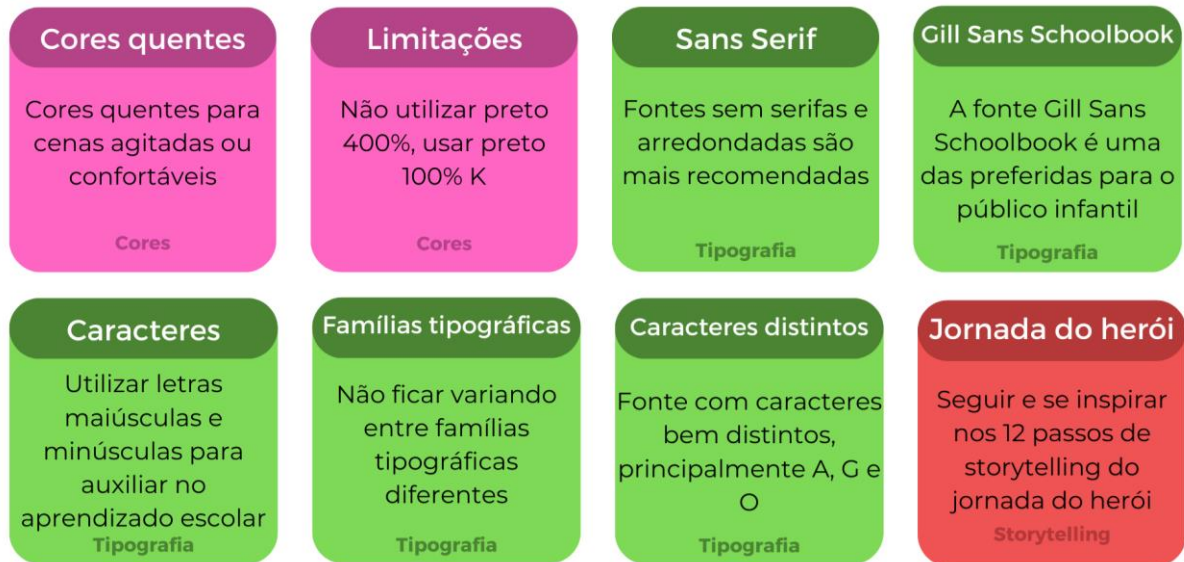 Cores quentes
Cores quentes para
cenas agitadas ou
confortáveis
Cores
Limitações
Não utilizar preto
400%, usar preto
100% K
Cores
Sans Serif
Fontes sem serifas e
arredondadas são
mais recomendadas
Tipografia
Gill Sans Schoolbook
A fonte Gill Sans
Schoolbook é uma
das preferidas para o
público infantil
Tipografia
Caracteres
Utilizar letras
maiúsculas e
minúsculas para
auxiliar no
aprendizado escolar
Tipografia
Famílias tipográficas
Não ficar variando
entre famílias
tipográficas
diferentes
Tipografia
Caracteres distintos
Fonte com caracteres
bem distintos,
principalmente A, G e
O
Tipografia
Jornada do herói
Seguir e se inspirar
nos 12 passos de
storytelling do
jornada do herói
Storytelling